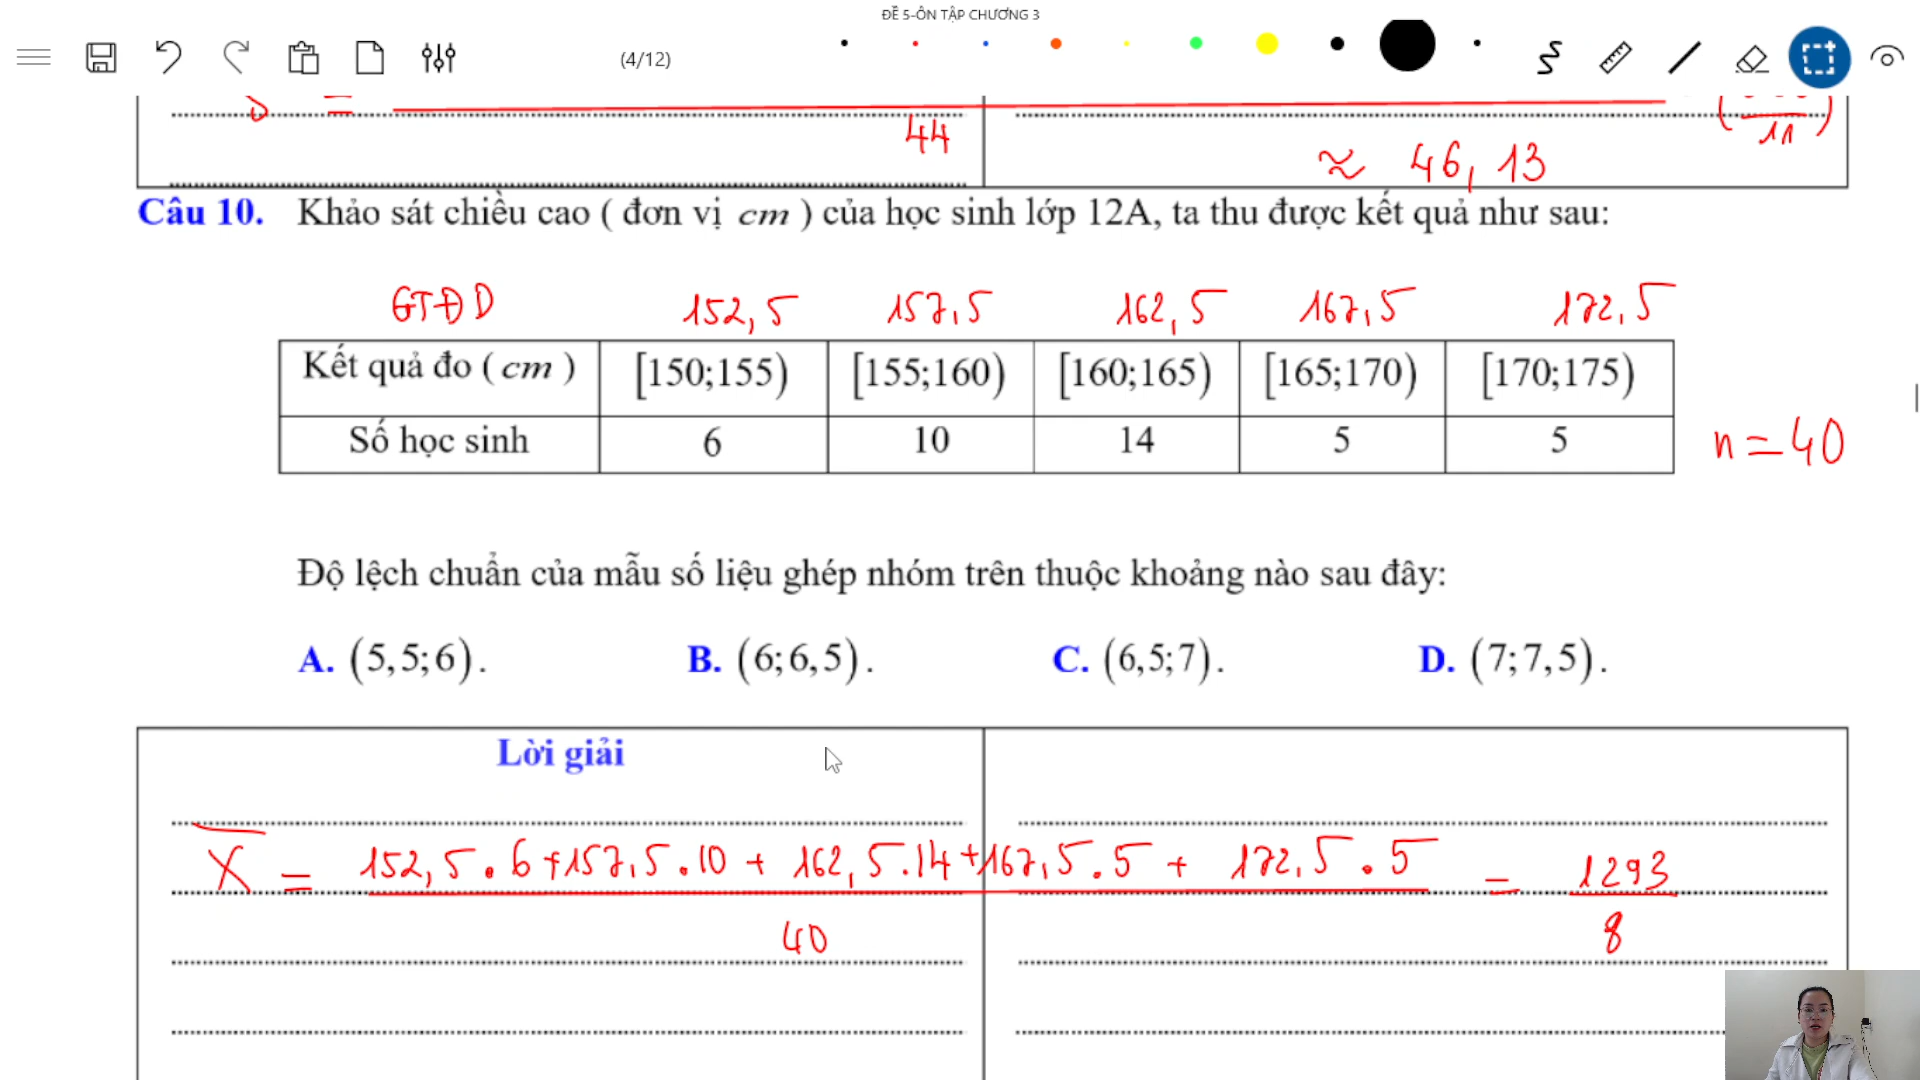 ĐỀ 5-ÔN TẬP CHƯƠNG 3
(4/12)
=
44
11
≈ 46,13
Câu 10. Khảo sát chiều cao ( đơn vị cm ) của học sinh lớp 12A, ta thu được kết quả như sau:
GTĐD 152,5 157,5 162,5 167,5 172,5
Kết quả đo ( cm ) [150;155) [155;160) [160;165) [165;170) [170;175)
Số học sinh 6 10 14 5 5
n = 40
Độ lệch chuẩn của mẫu số liệu ghép nhóm trên thuộc khoảng nào sau đây:
A. (5,5;6). B. (6;6,5). C. (6,5;7). D. (7;7,5).
Lời giải
X = 152,5 . 6 + 157,5 . 10 + 162,5 . 14 + 167,5 . 5 + 172,5 . 5 = 1293
40 8